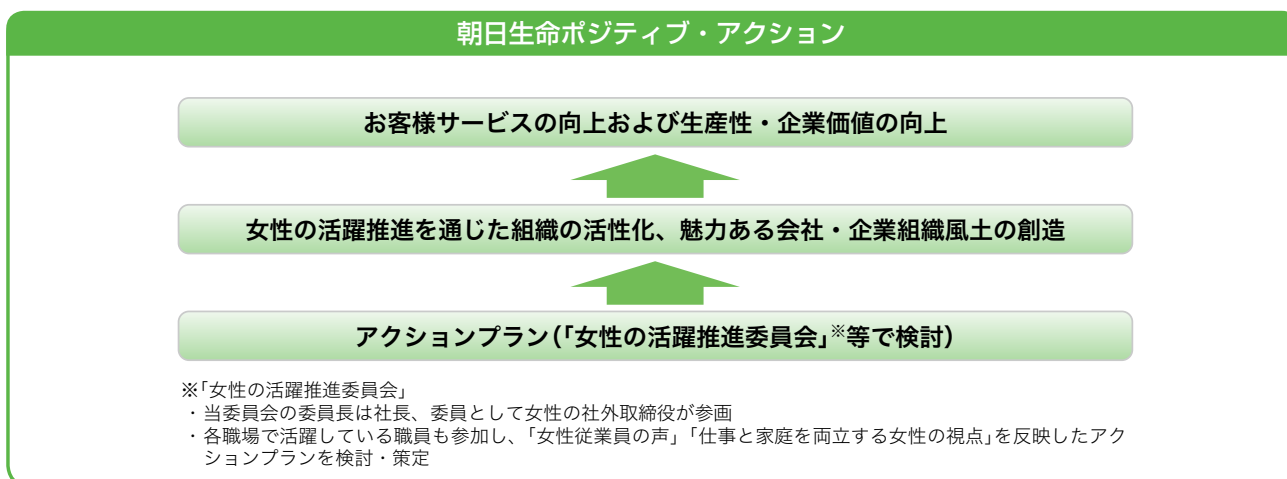 朝日生命ポジティブ・アクション
お客様サービスの向上および生産性・企業価値の向上
女性の活躍推進を通じた組織の活性化、魅力ある会社・企業組織風土の創造
アクションプラン(「女性の活躍推進委員会」※等で検討)
※「女性の活躍推進委員会」
・当委員会の委員長は社長、委員として女性の社外取締役が参画
・各職場で活躍している職員も参加し、「女性従業員の声」「仕事と家庭を両立する女性の視点」を反映したアク
ションプランを検討・策定